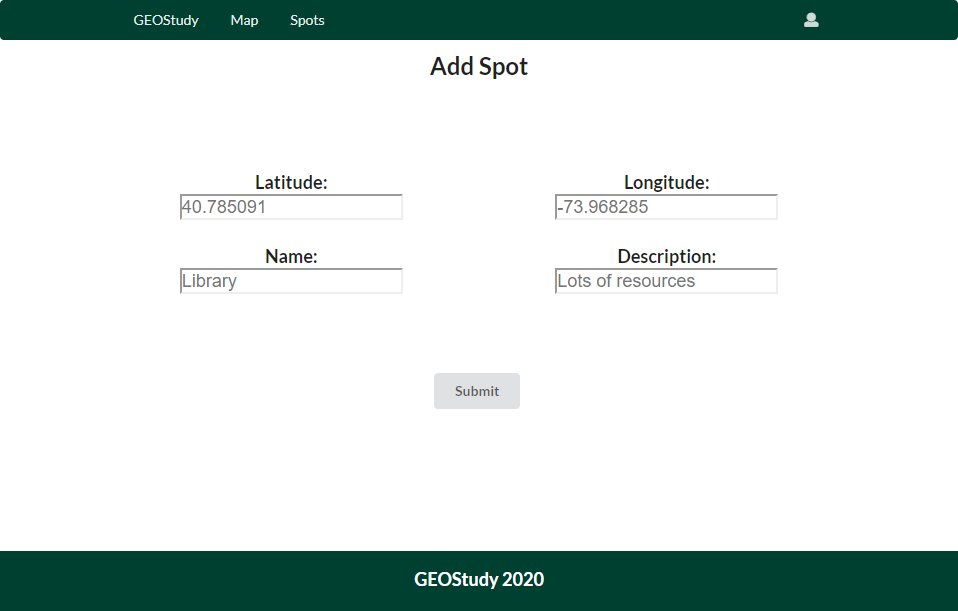 GEOStudy Map Spots
Add Spot
Latitude: Longitude:
40.785091 -73.968285
Name: Description:
Library Lots of resources
Submit
GEOStudy 2020